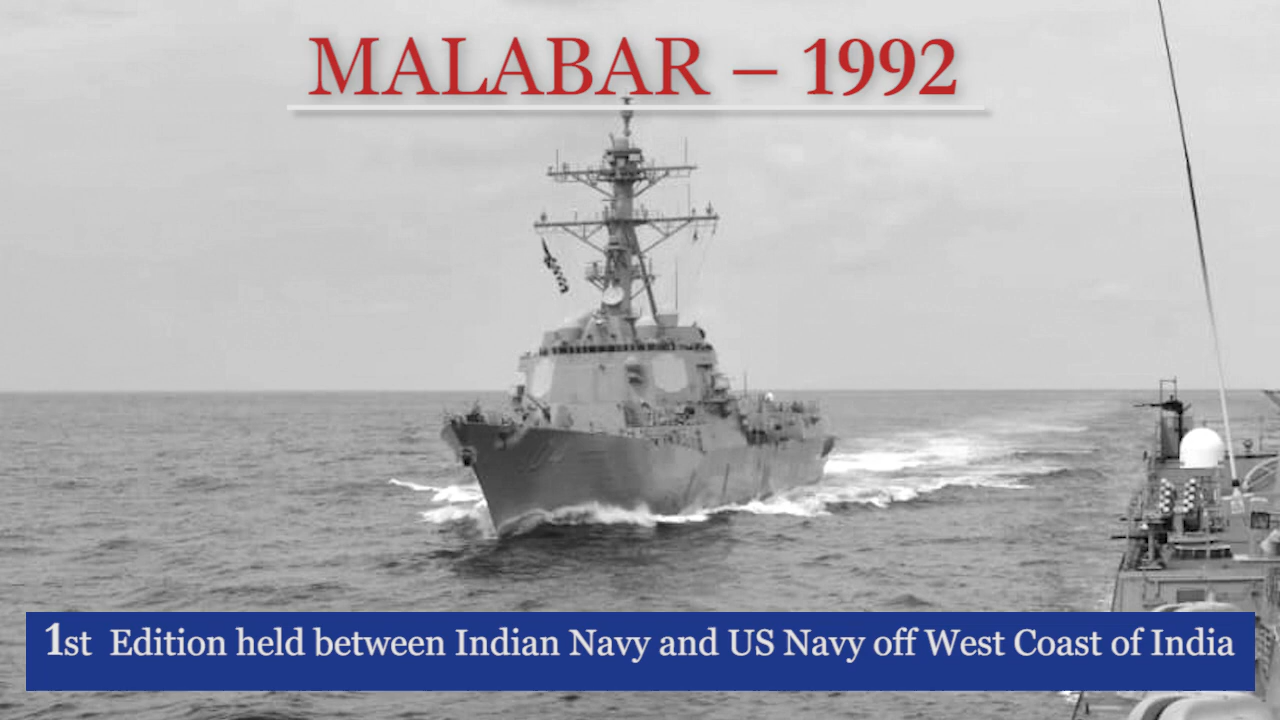 MALABAR – 1992
1st Edition held between Indian Navy and US Navy off West Coast of India